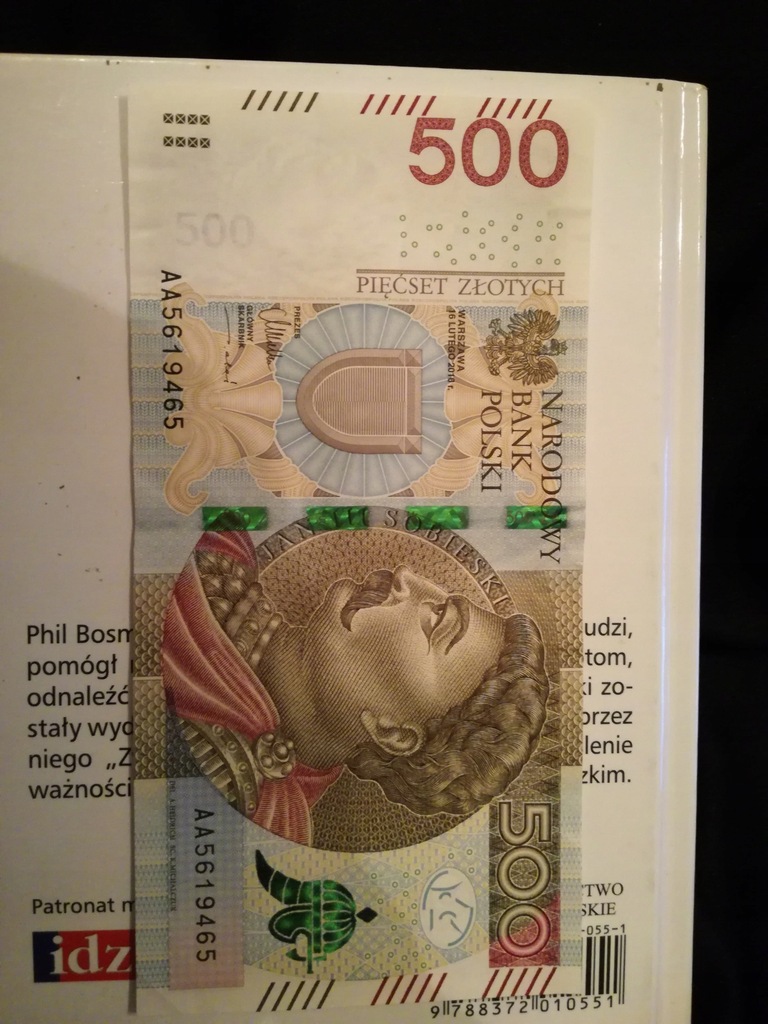 500
500
PIĘĆSET ZŁOTYCH
AA5619465
PREZES
GŁÓWNY
SKARBNIK
WARSZAWA
16 LUTEGO 2016 r.
NARODOWY
BANK
POLSKI
JAN III SOBIESKI
500
AA5619465
Phil Bosm
pomógł
odnaleźć
stały wyd
niego „Z
ważności
udzi,
tom,
ki zo-
przez
lenie
zkim.
Patronat m
idz
CTWO
SKIE
-055-1
9 788372 010551